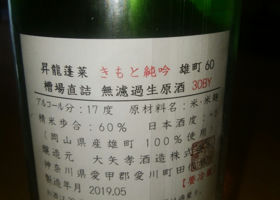 昇龍蓬莱 きもと純吟 雄町60
槽場直詰 無濾過生原酒 30BY
アルコール分:17度 原材料名:米・米麹
精米歩合:60% 日本酒度:
(岡山県産雄町100%使用)
醸造元 大矢孝酒造株式
神奈川県愛甲郡愛川町田
製造年月 2019.05